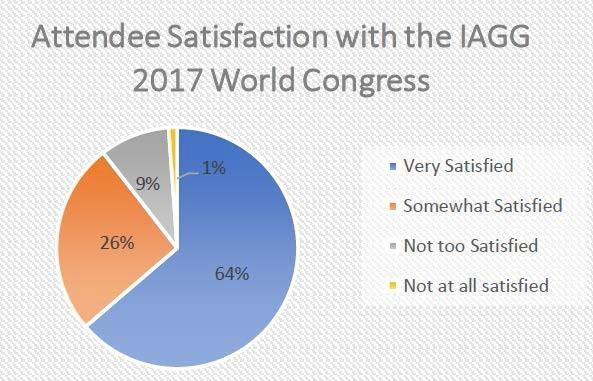 Attendee Satisfaction with the IAGG
2017 World Congress
1%
9%
26%
64%
Very Satisfied
Somewhat Satisfied
Not too Satisfied
Not at all satisfied